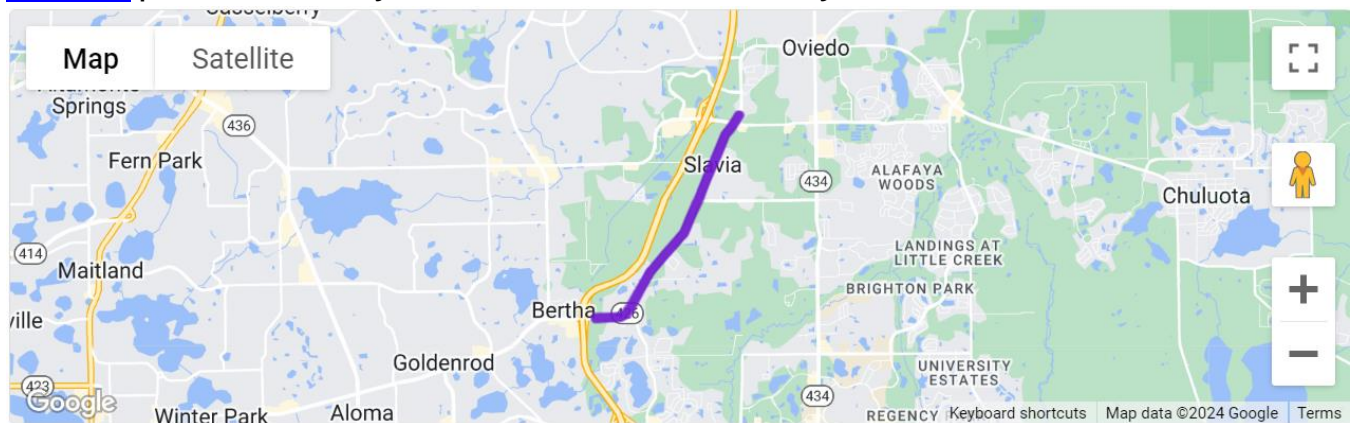 Map
Satellite
Oviedo
Springs
436
Fern Park
Slavia
434
ALAFAYA
WOODS
Chuluota
414
Maitland
LANDINGS AT
LITTLE CREEK
BRIGHTON PARK
ville
Bertha
426
Goldenrod
UNIVERSITY
ESTATES
423
Google
Winter Park
Aloma
434
REGENCY
Keyboard shortcuts
Map data ©2024 Google
Terms